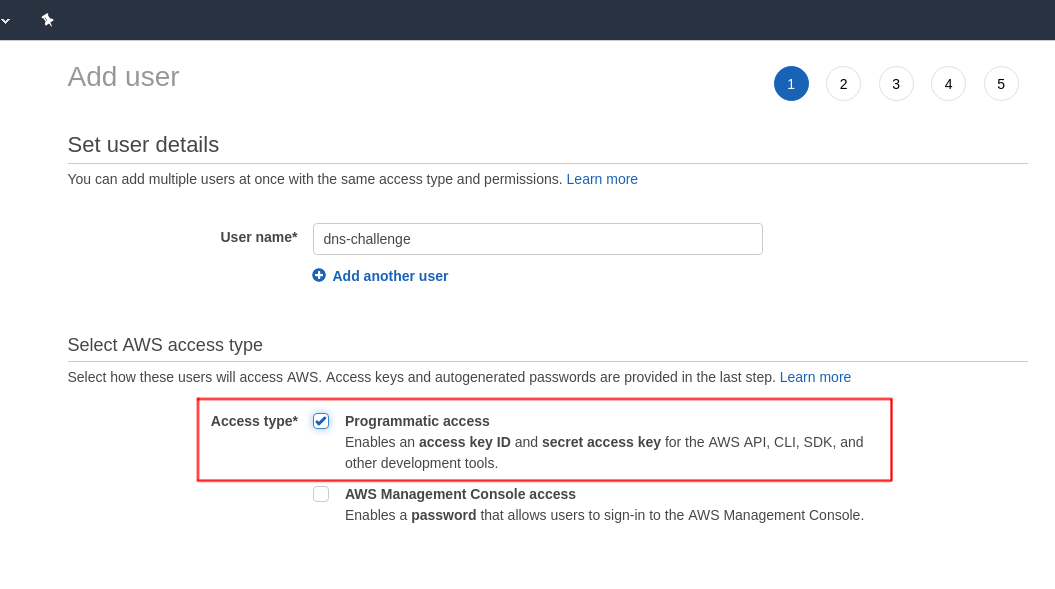 Add user
1 2 3 4 5
Set user details
You can add multiple users at once with the same access type and permissions. Learn more
User name* dns-challenge
Add another user
Select AWS access type
Select how these users will access AWS. Access keys and autogenerated passwords are provided in the last step. Learn more
Access type* Programmatic access
Enables an access key ID and secret access key for the AWS API, CLI, SDK, and
other development tools.
AWS Management Console access
Enables a password that allows users to sign-in to the AWS Management Console.